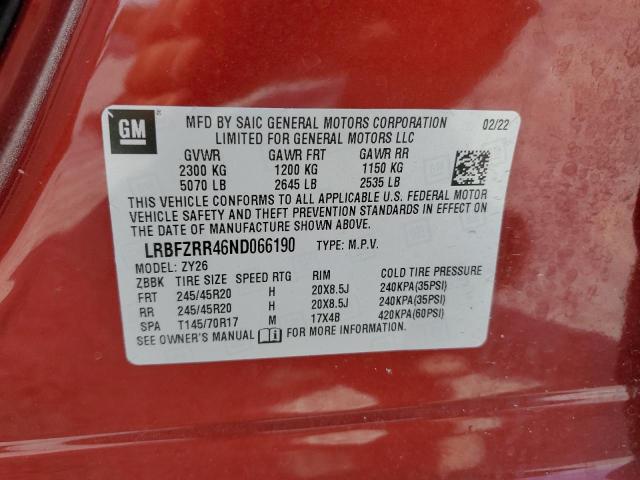 GM
MFD BY SAIC GENERAL MOTORS CORPORATION 02/22
LIMITED FOR GENERAL MOTORS LLC
GVWR GAWR FRT GAWR RR
2300 KG 1200 KG 1150 KG
5070 LB 2645 LB 2535 LB
THIS VEHICLE CONFORMS TO ALL APPLICABLE U.S. FEDERAL MOTOR
VEHICLE SAFETY AND THEFT PREVENTION STANDARDS IN EFFECT ON
THE DATE OF MANUFACTURE SHOWN ABOVE.
LRBFZRR46ND066190 TYPE: M.P.V.
MODEL: ZY26
ZBBK TIRE SIZE SPEED RTG RIM COLD TIRE PRESSURE
FRT 245/45R20 H 20X8.5J 240KPA(35PSI)
RR 245/45R20 H 20X8.5J 240KPA(35PSI)
SPA T145/70R17 M 17X4B 420KPA(60PSI)
SEE OWNER'S MANUAL FOR MORE INFORMATION